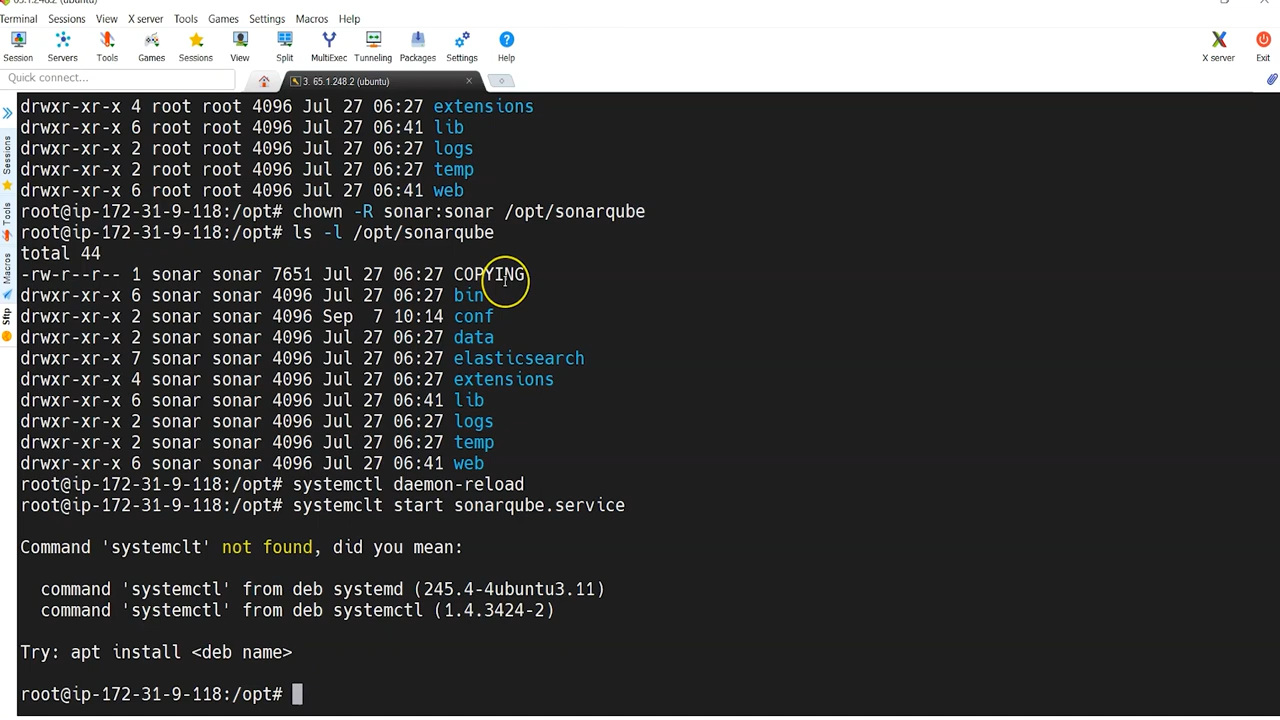 65.1.248.2 (ubuntu)
Terminal Sessions View X server Tools Games Settings Macros Help
Session Servers Tools Games Sessions View Split MultiExec Tunneling Packages Settings Help X server Exit
Quick connect... 3. 65.1.248.2 (ubuntu)
Sessions
Tools
Macros
Sftp
drwxr-xr-x 4 root root 4096 Jul 27 06:27 extensions
drwxr-xr-x 6 root root 4096 Jul 27 06:41 lib
drwxr-xr-x 2 root root 4096 Jul 27 06:27 logs
drwxr-xr-x 2 root root 4096 Jul 27 06:27 temp
drwxr-xr-x 6 root root 4096 Jul 27 06:41 web
root@ip-172-31-9-118:/opt# chown -R sonar:sonar /opt/sonarqube
root@ip-172-31-9-118:/opt# ls -l /opt/sonarqube
total 44
-rw-r--r-- 1 sonar sonar 7651 Jul 27 06:27 COPYING
drwxr-xr-x 6 sonar sonar 4096 Jul 27 06:27 bin
drwxr-xr-x 2 sonar sonar 4096 Sep  7 10:14 conf
drwxr-xr-x 2 sonar sonar 4096 Jul 27 06:27 data
drwxr-xr-x 7 sonar sonar 4096 Jul 27 06:27 elasticsearch
drwxr-xr-x 4 sonar sonar 4096 Jul 27 06:27 extensions
drwxr-xr-x 6 sonar sonar 4096 Jul 27 06:41 lib
drwxr-xr-x 2 sonar sonar 4096 Jul 27 06:27 logs
drwxr-xr-x 2 sonar sonar 4096 Jul 27 06:27 temp
drwxr-xr-x 6 sonar sonar 4096 Jul 27 06:41 web
root@ip-172-31-9-118:/opt# systemctl daemon-reload
root@ip-172-31-9-118:/opt# systemclt start sonarqube.service
Command 'systemclt' not found, did you mean:
command 'systemctl' from deb systemd (245.4-4ubuntu3.11)
command 'systemctl' from deb systemctl (1.4.3424-2)
Try: apt install <deb name>
root@ip-172-31-9-118:/opt#